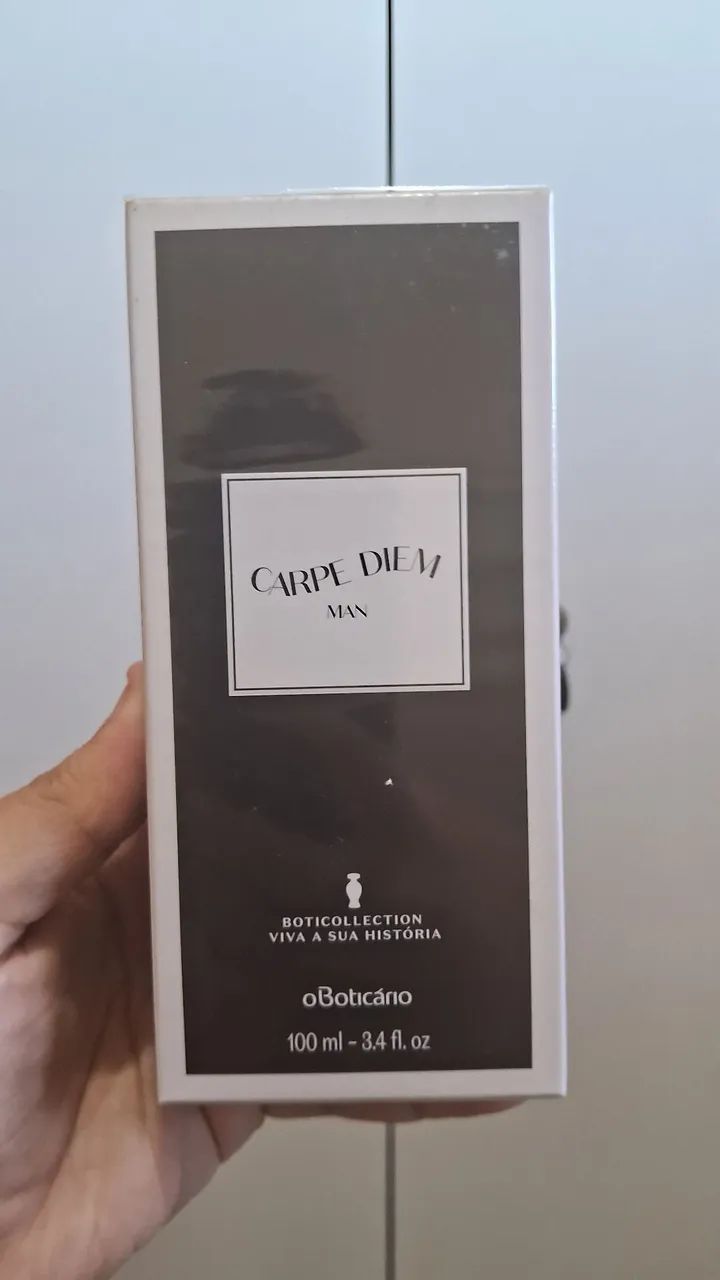 CARPE DIEM
MAN
BOTICOLLECTION
VIVA A SUA HISTÓRIA
oBoticário
100 ml - 3.4 fl. oz